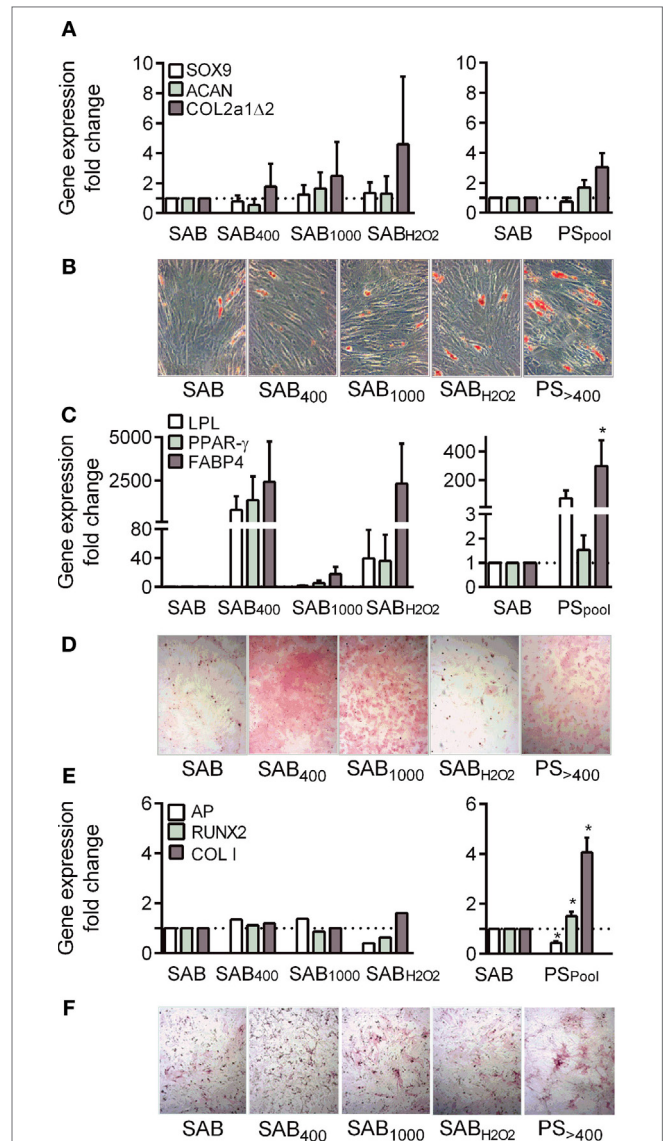 A
Gene expression
fold change
10
8
6
4
2
0
SOX9
ACAN
COL2a1Δ2
SAB SAB400 SAB1000 SABH2O2
10
8
6
4
2
0
SAB PSpool
B
SAB SAB400 SAB1000 SABH2O2 PS>400
C
Gene expression
fold change
5000
2500
80
40
0
LPL
PPAR-γ
FABP4
SAB SAB400 SAB1000 SABH2O2
400
200
3
2
1
0
*
SAB PSpool
D
SAB SAB400 SAB1000 SABH2O2 PS>400
E
Gene expression
fold change
6
4
2
0
AP
RUNX2
COL I
SAB SAB400 SAB1000 SABH2O2
6
4
2
0
* * *
SAB PSPool
F
SAB SAB400 SAB1000 SABH2O2 PS>400